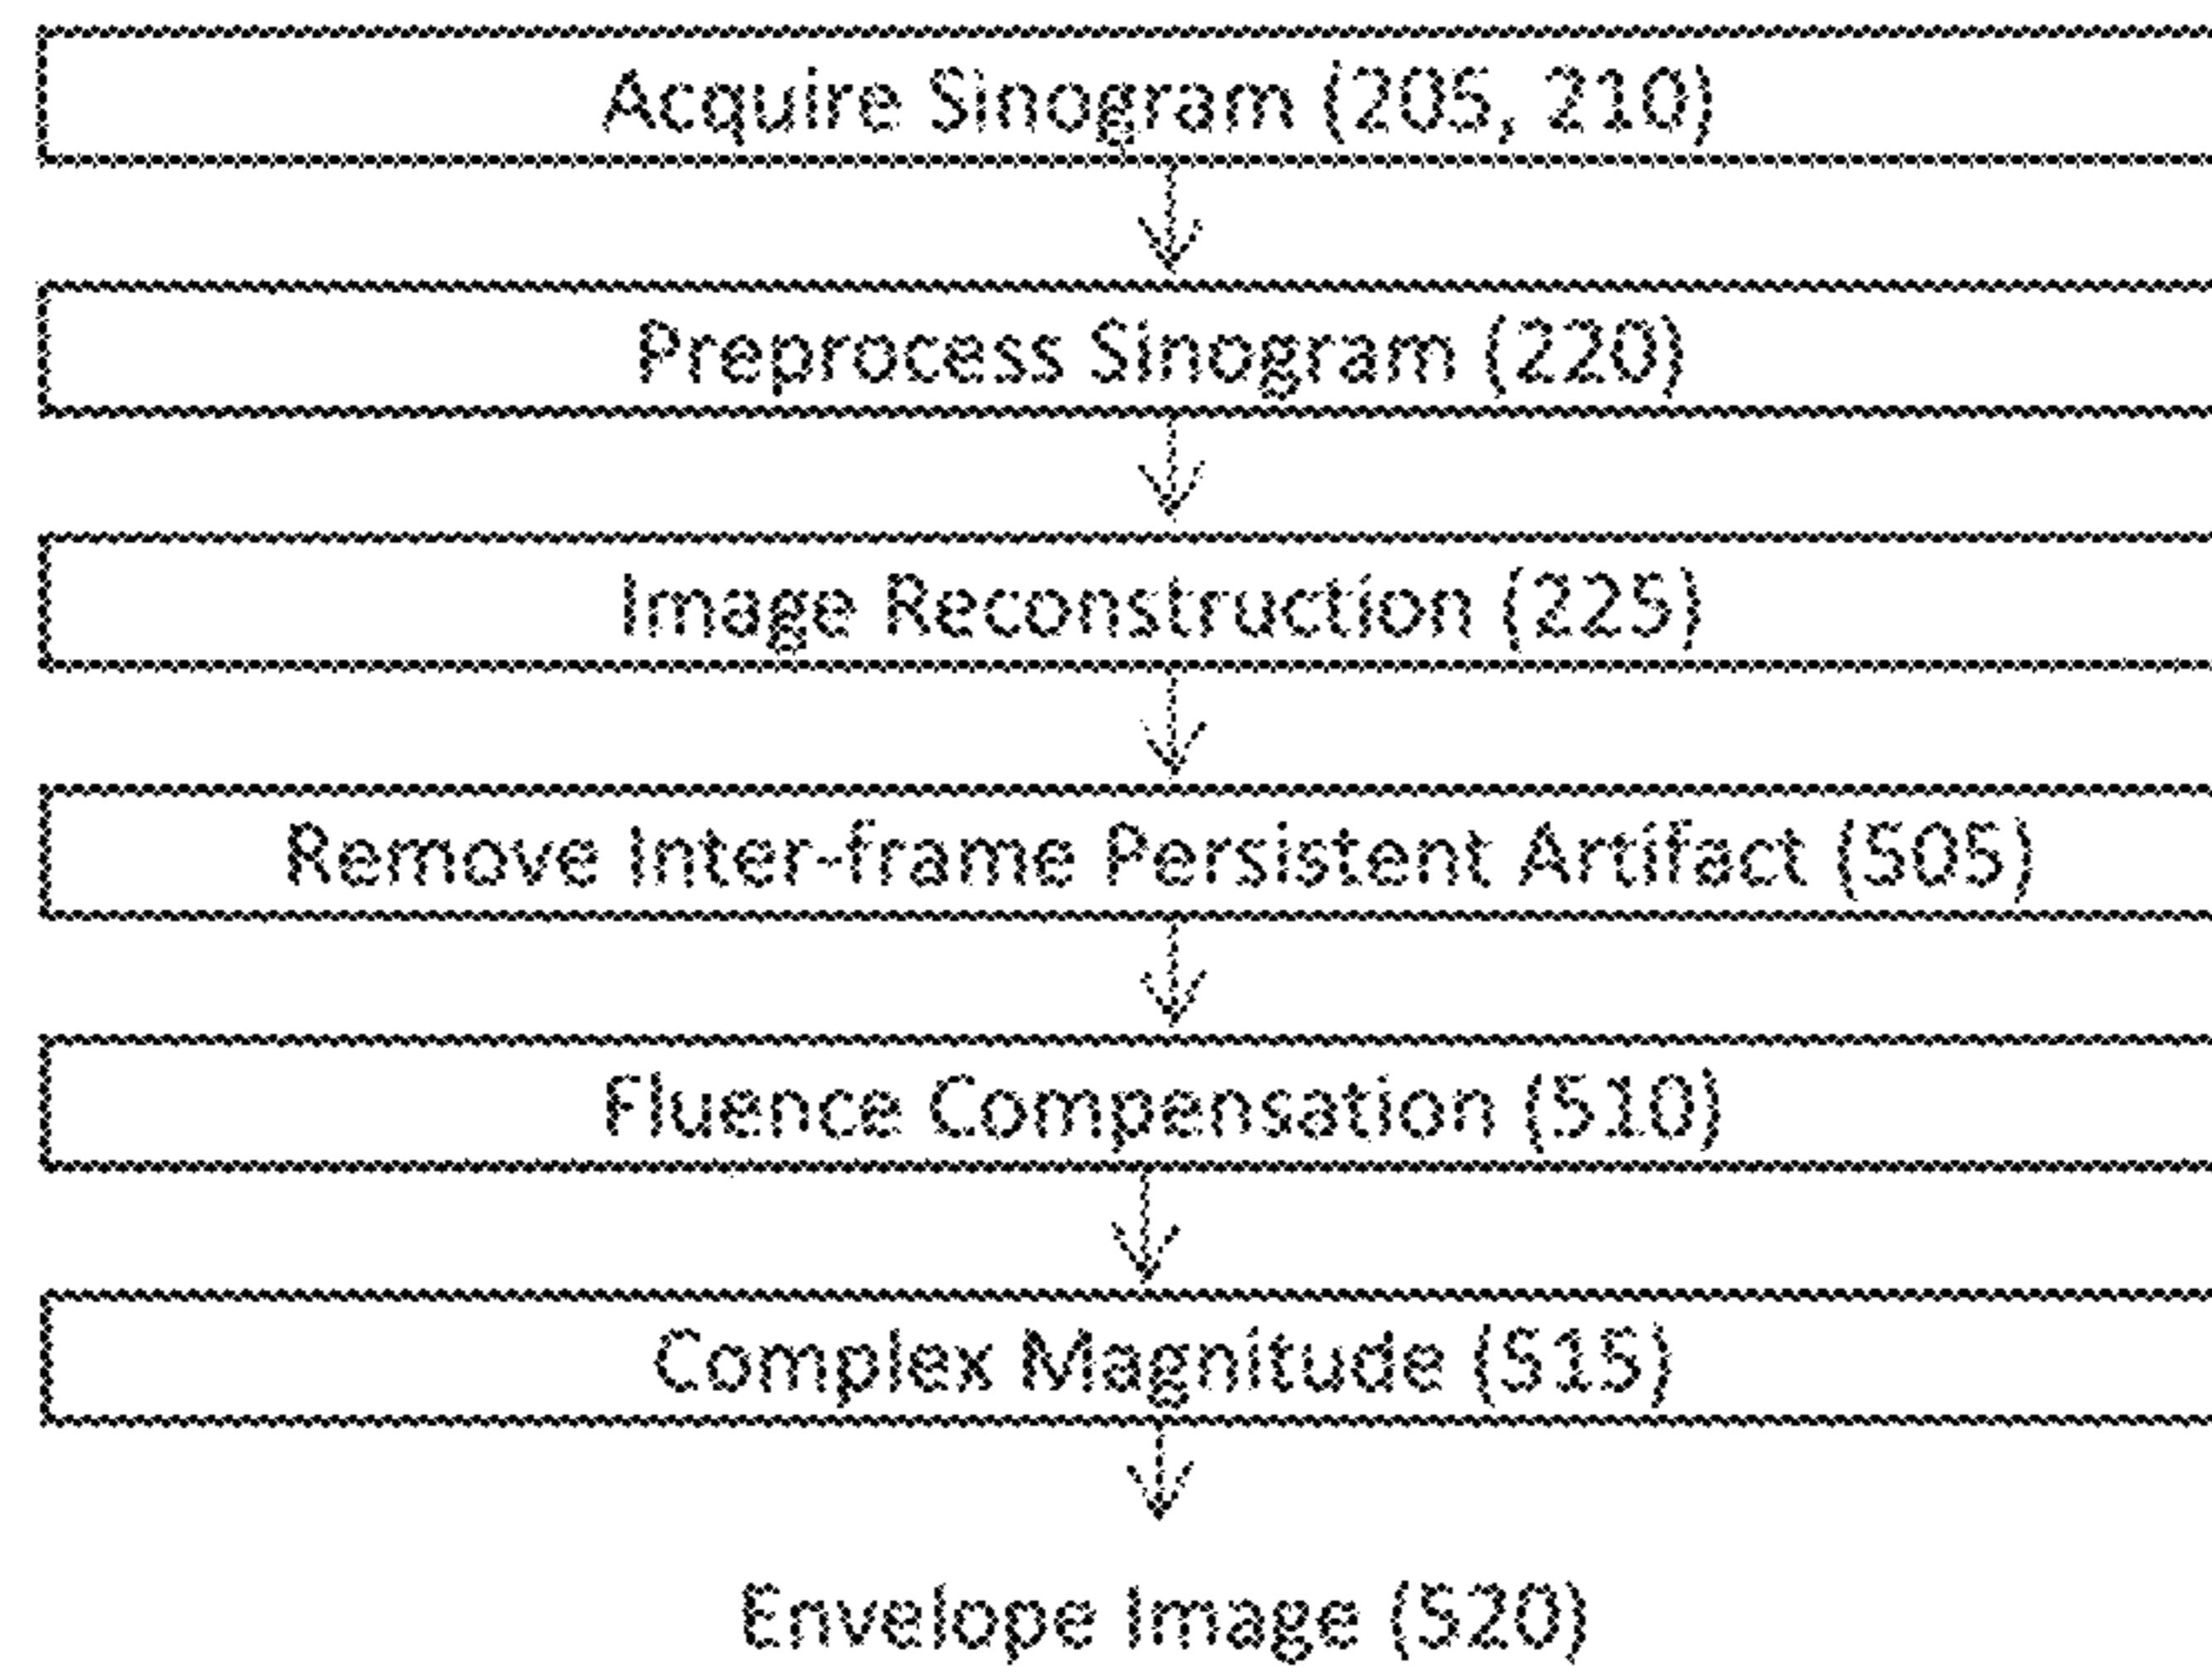 Acquire Sinogram (205, 210)
Preprocess Sinogram (220)
Image Reconstruction (225)
Remove Inter-frame Persistent Artifact (505)
Fluence Compensation (510)
Complex Magnitude (515)
Envelope Image (520)